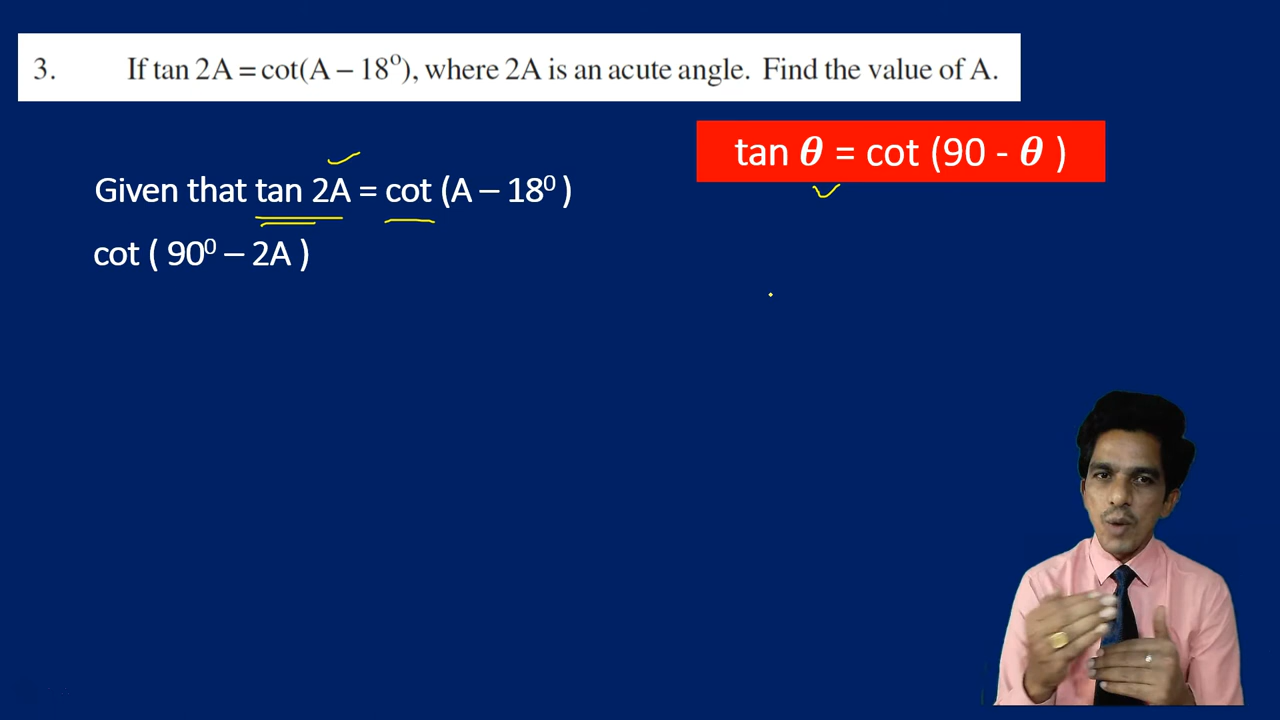 3. If tan 2A = cot(A – 18⁰), where 2A is an acute angle. Find the value of A.
tan θ = cot (90 - θ )
Given that tan 2A = cot (A – 18⁰ )
cot ( 90⁰ – 2A )